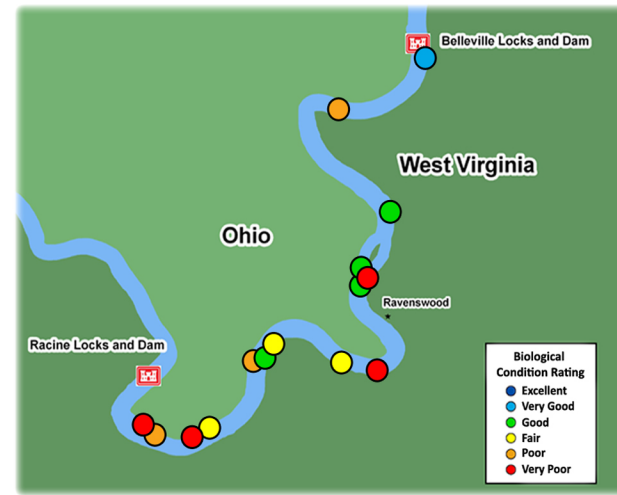 Belleville Locks and Dam
West Virginia
Ohio
Ravenswood
Racine Locks and Dam
Biological
Condition Rating
Excellent
Very Good
Good
Fair
Poor
Very Poor